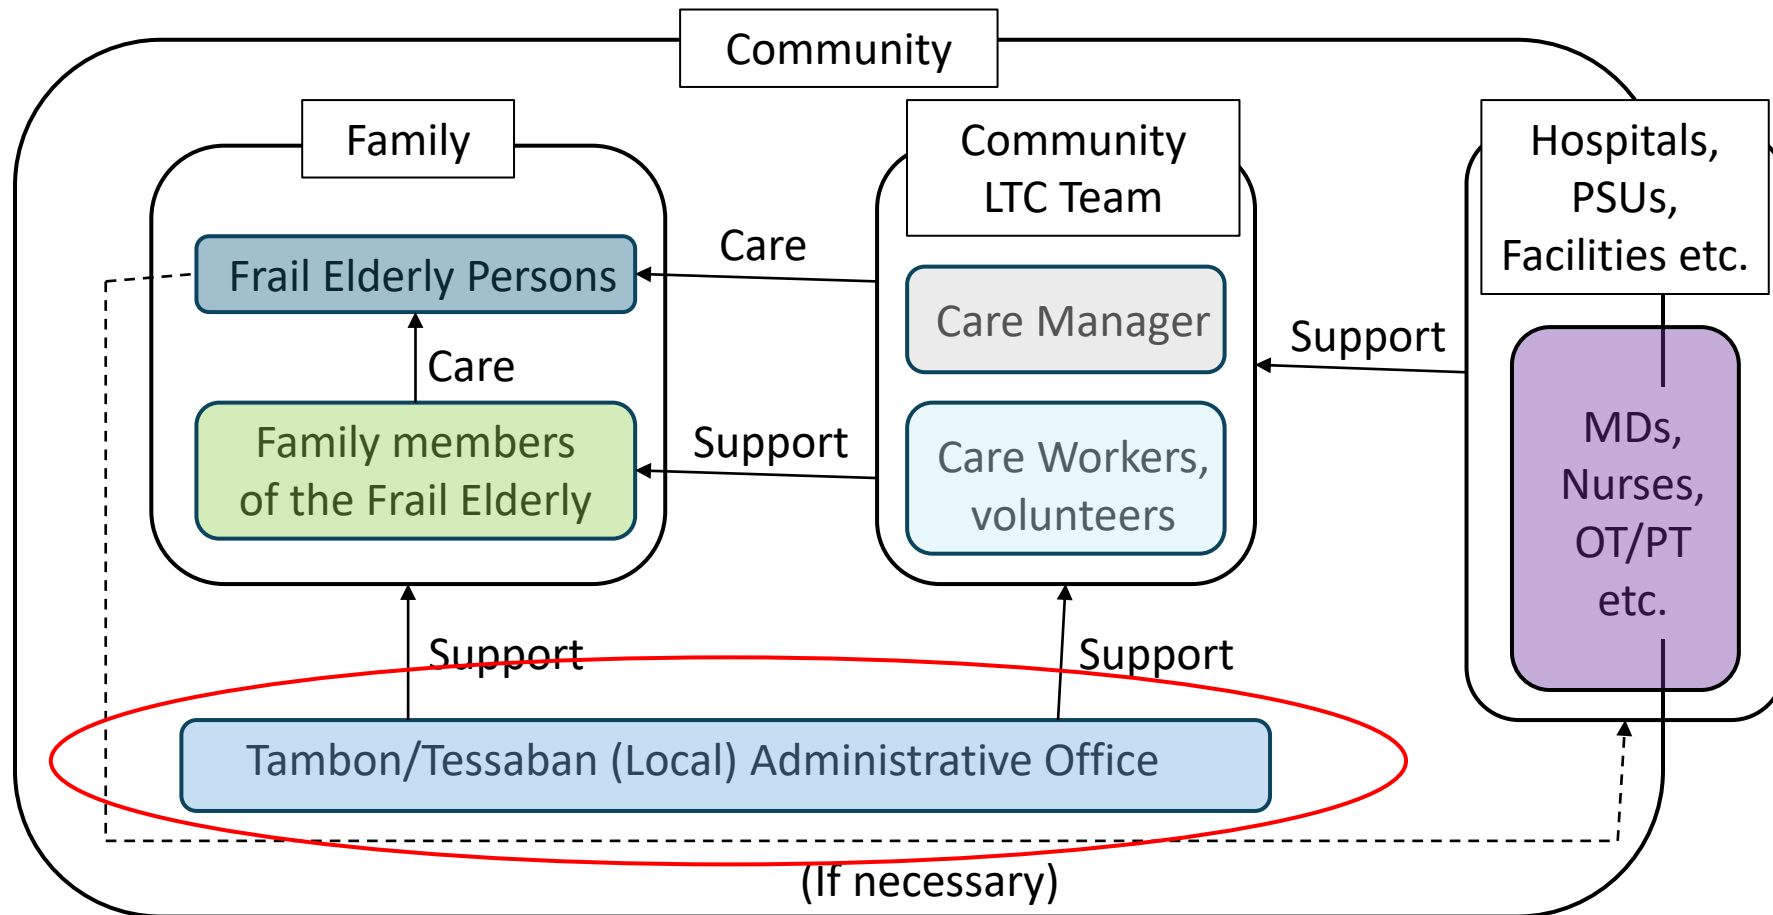 Community
Family
Frail Elderly Persons
Care
Family members
of the Frail Elderly
Care
Support
Community
LTC Team
Care Manager
Care Workers,
volunteers
Support
Hospitals,
PSUs,
Facilities etc.
MDs,
Nurses,
OT/PT
etc.
Support
Support
Tambon/Tessaban (Local) Administrative Office
(If necessary)